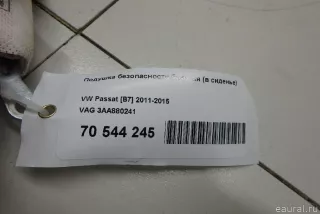 Подушка безопасности (в сиденье)
VW Passat [B7] 2011-2015
VAG 3AA880241
70 544 245
eaural.ru